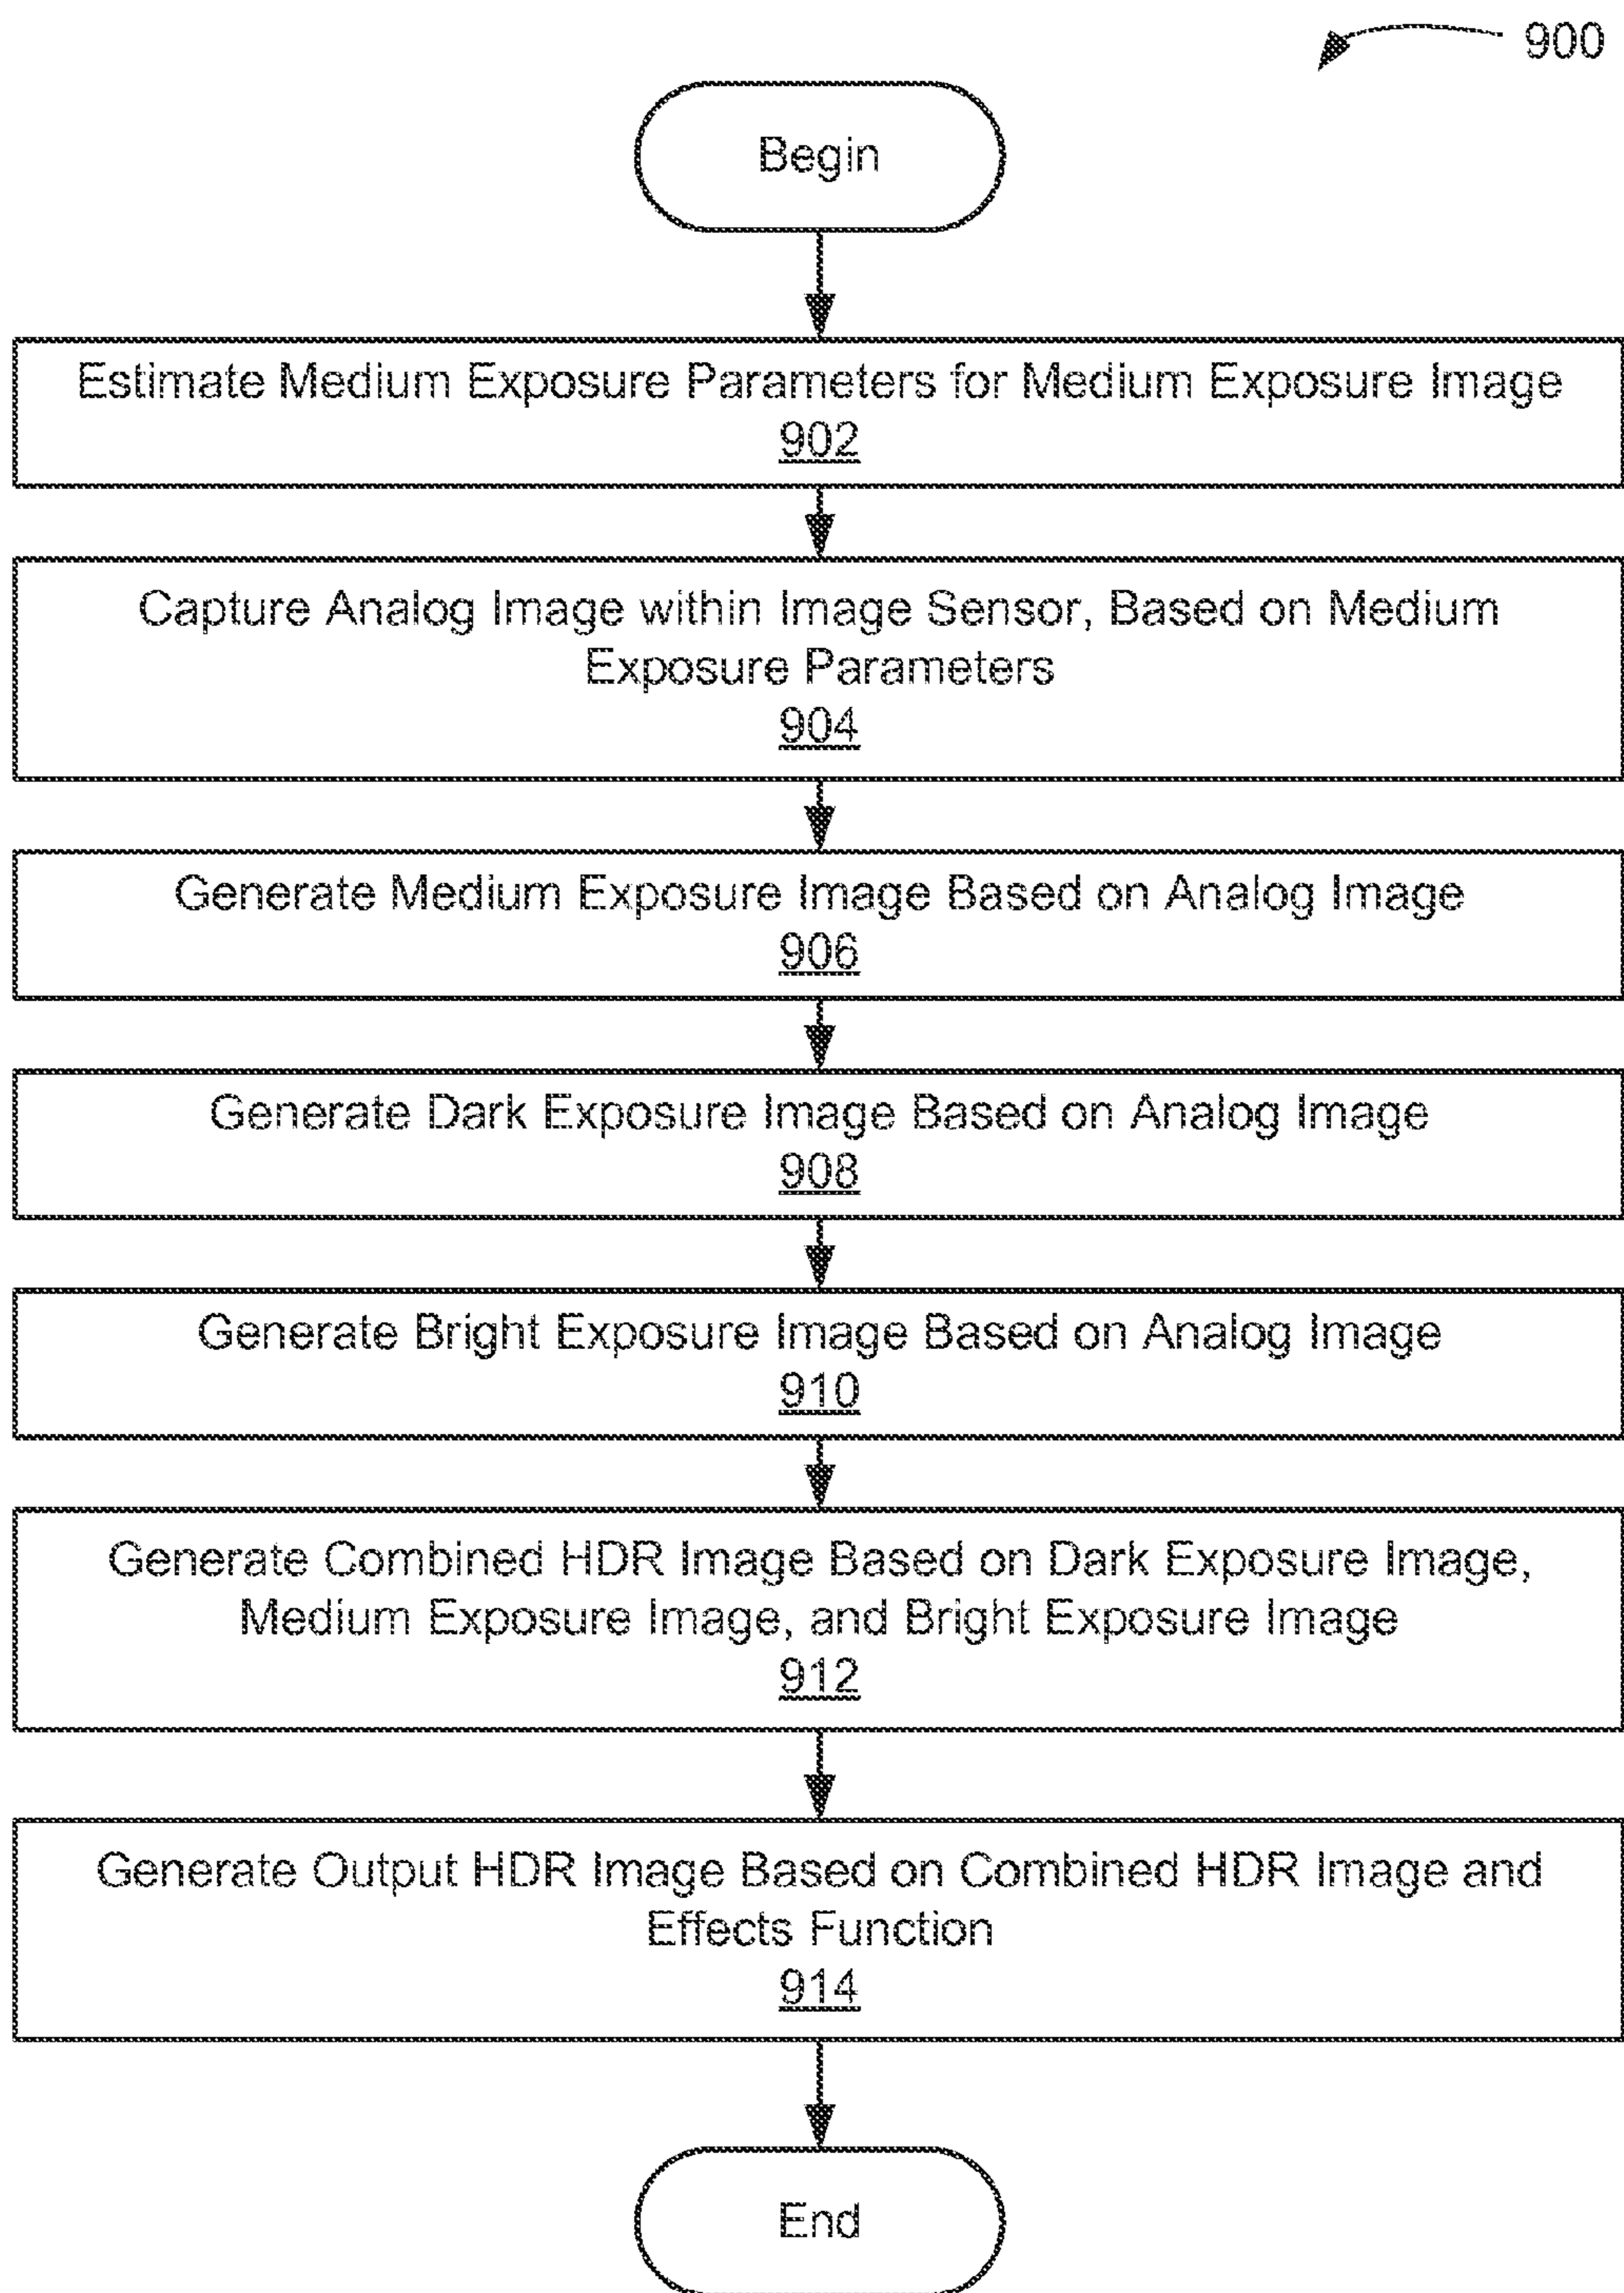 900
Begin
Estimate Medium Exposure Parameters for Medium Exposure Image
902
Capture Analog Image within Image Sensor, Based on Medium
Exposure Parameters
904
Generate Medium Exposure Image Based on Analog Image
906
Generate Dark Exposure Image Based on Analog Image
908
Generate Bright Exposure Image Based on Analog Image
910
Generate Combined HDR Image Based on Dark Exposure Image,
Medium Exposure Image, and Bright Exposure Image
912
Generate Output HDR Image Based on Combined HDR Image and
Effects Function
914
End